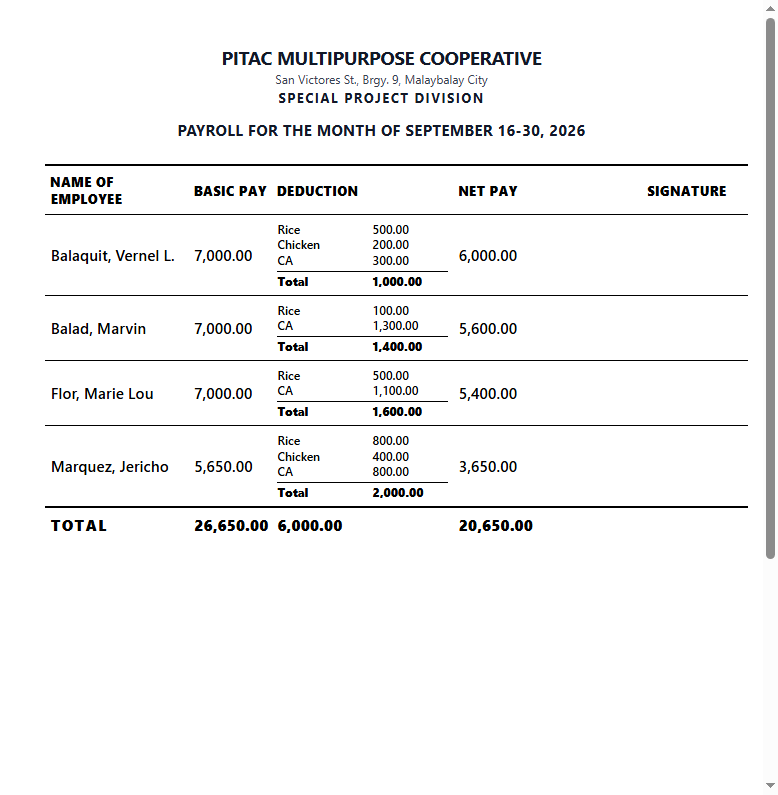 PITAC MULTIPURPOSE COOPERATIVE
San Victores St., Brgy. 9, Malaybalay City
SPECIAL PROJECT DIVISION
PAYROLL FOR THE MONTH OF SEPTEMBER 16-30, 2026
NAME OF EMPLOYEE BASIC PAY DEDUCTION NET PAY SIGNATURE
Balaquit, Vernel L. 7,000.00
Rice 500.00
Chicken 200.00
CA 300.00
Total 1,000.00
6,000.00
Balad, Marvin 7,000.00
Rice 100.00
CA 1,300.00
Total 1,400.00
5,600.00
Flor, Marie Lou 7,000.00
Rice 500.00
CA 1,100.00
Total 1,600.00
5,400.00
Marquez, Jericho 5,650.00
Rice 800.00
Chicken 400.00
CA 800.00
Total 2,000.00
3,650.00
TOTAL 26,650.00 6,000.00 20,650.00